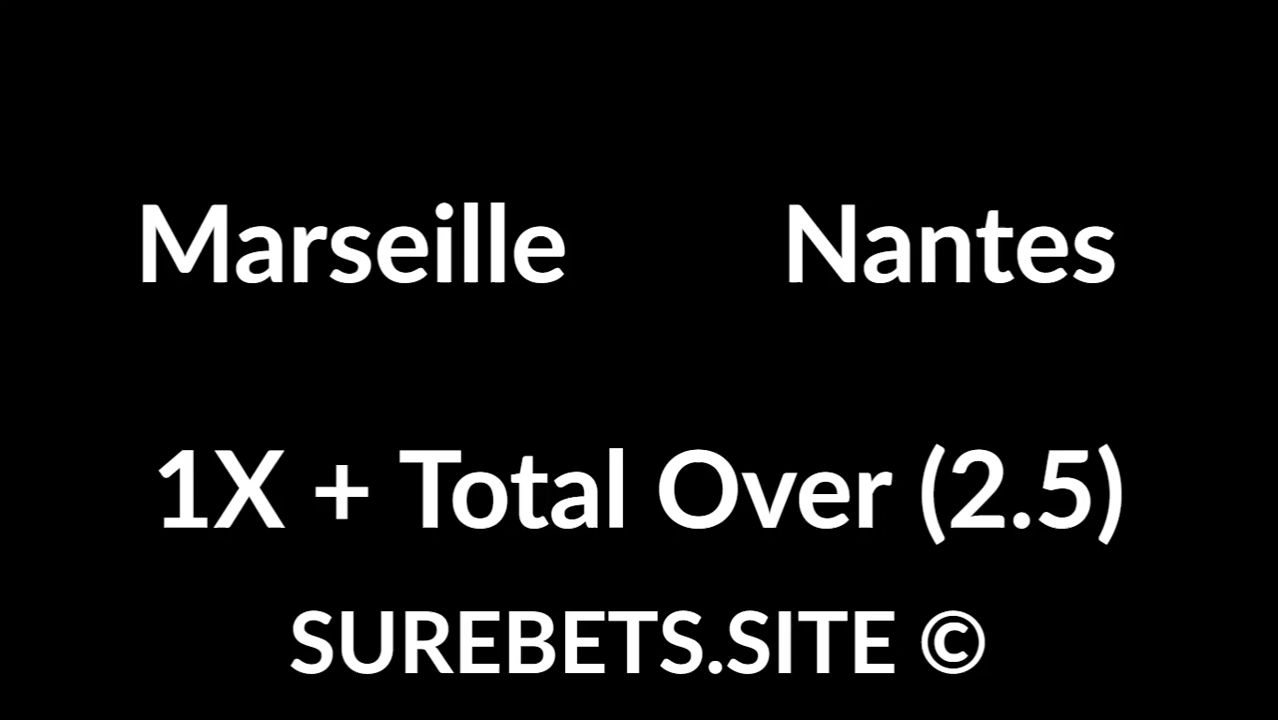 Marseille Nantes
1X + Total Over (2.5)
SUREBETS.SITE ©